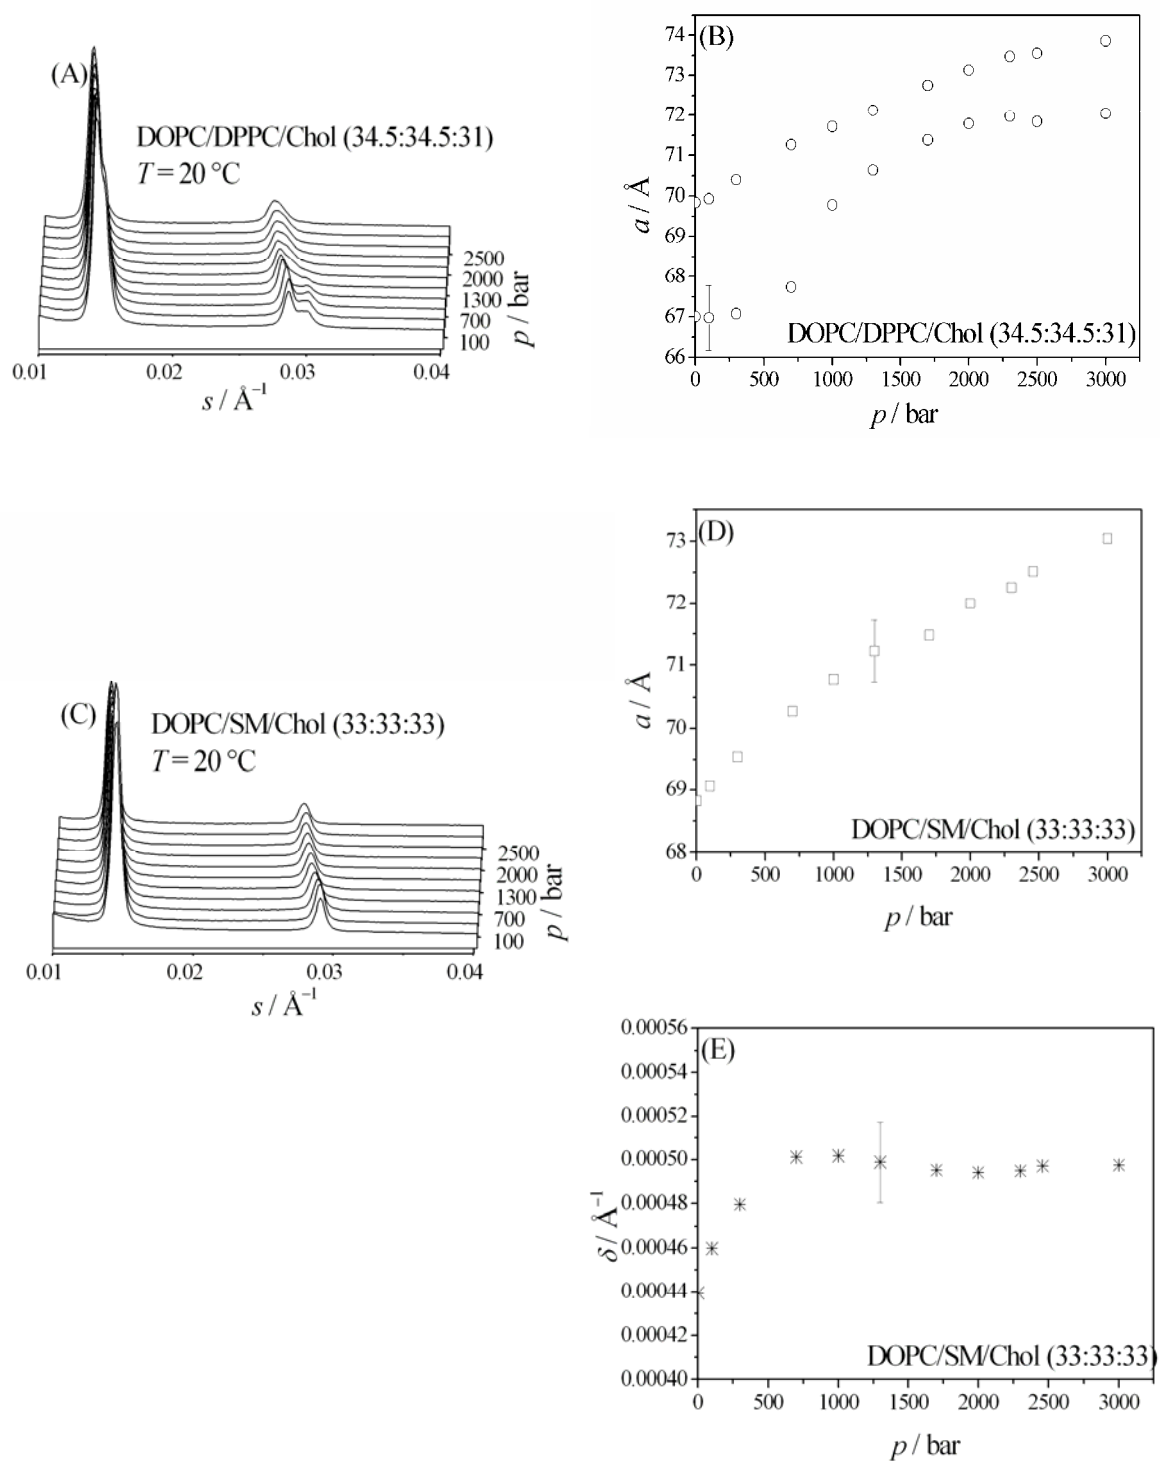 (A)
DOPC/DPPC/Chol (34.5:34.5:31)
T = 20 °C
2500
2000
1300
700
100
p / bar
0.01 0.02 0.03 0.04
s / Å⁻¹
(B)
74
73
72
71
70
69
68
67
66
a / Å
DOPC/DPPC/Chol (34.5:34.5:31)
0 500 1000 1500 2000 2500 3000
p / bar
(C)
DOPC/SM/Chol (33:33:33)
T = 20 °C
2500
2000
1300
700
100
p / bar
0.01 0.02 0.03 0.04
s / Å⁻¹
(D)
73
72
71
70
69
68
a / Å
DOPC/SM/Chol (33:33:33)
0 500 1000 1500 2000 2500 3000
p / bar
(E)
0.00056
0.00054
0.00052
0.00050
0.00048
0.00046
0.00044
0.00042
0.00040
δ / Å⁻¹
DOPC/SM/Chol (33:33:33)
0 500 1000 1500 2000 2500 3000
p / bar